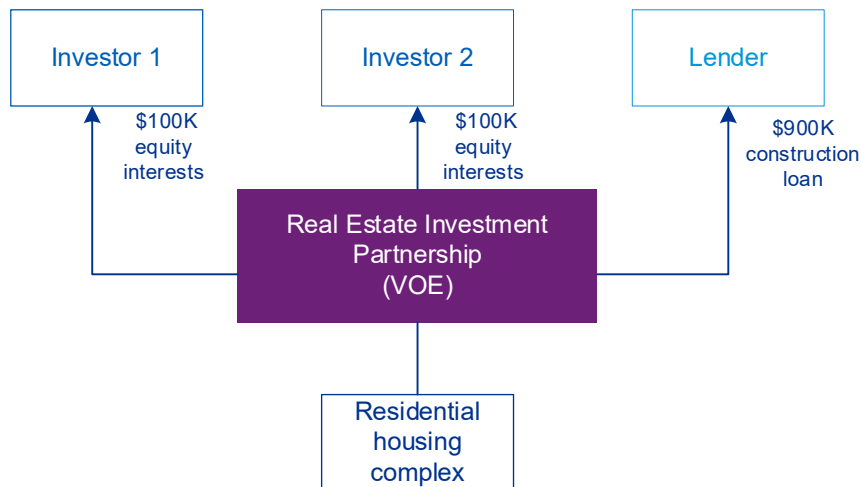 Investor 1
Investor 2
Lender
$100K
equity
interests
$100K
equity
interests
$900K
construction
loan
Real Estate Investment
Partnership
(VOE)
Residential
housing
complex